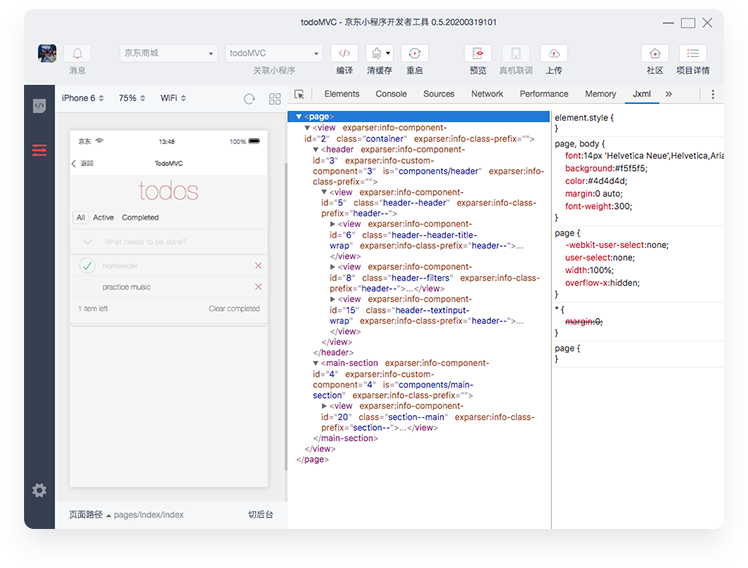 todoMVC - 京东小程序开发者工具 0.5.20200319101
消息
京东商城
todoMVC
关联小程序
编译
清缓存
重启
预览
真机联调
上传
社区
项目详情
iPhone 6
75%
WiFi
Elements
Console
Sources
Network
Performance
Memory
Jxml
»
京东
13:48
100%
返回
TodoMVC
todos
All
Active
Completed
What needs to be done?
homework
practice music
1 item left
Clear completed
页面路径
pages/index/index
切后台
▼<page>
▼<view exparser:info-component-
id="2" class="container" exparser:info-class-prefix="">
▼<header exparser:info-component-
id="3" exparser:info-custom-
component="3" is="components/header" exparser:info-
class-prefix="">
▼<view exparser:info-component-
id="5" class="header--header" exparser:info-class-
prefix="header--">
▶<view exparser:info-component-
id="6" class="header--header-title-
wrap" exparser:info-class-prefix="header--">…
</view>
▶<view exparser:info-component-
id="8" class="header--filters" exparser:info-class-
prefix="header--">…</view>
▶<view exparser:info-component-
id="15" class="header--textinput-
wrap" exparser:info-class-prefix="header--">…
</view>
</view>
</header>
▼<main-section exparser:info-component-
id="4" exparser:info-custom-
component="4" is="components/main-
section" exparser:info-class-prefix="">
▶<view exparser:info-component-
id="20" class="section--main" exparser:info-class-
prefix="section--">…</view>
</main-section>
</view>
</page>
element.style {
}
page, body {
font:14px 'Helvetica Neue',Helvetica,Aria
background:#f5f5f5;
color:#4d4d4d;
margin:0 auto;
font-weight:300;
}
page {
-webkit-user-select:none;
user-select:none;
width:100%;
overflow-x:hidden;
}
* {
margin:0;
}
page {
}